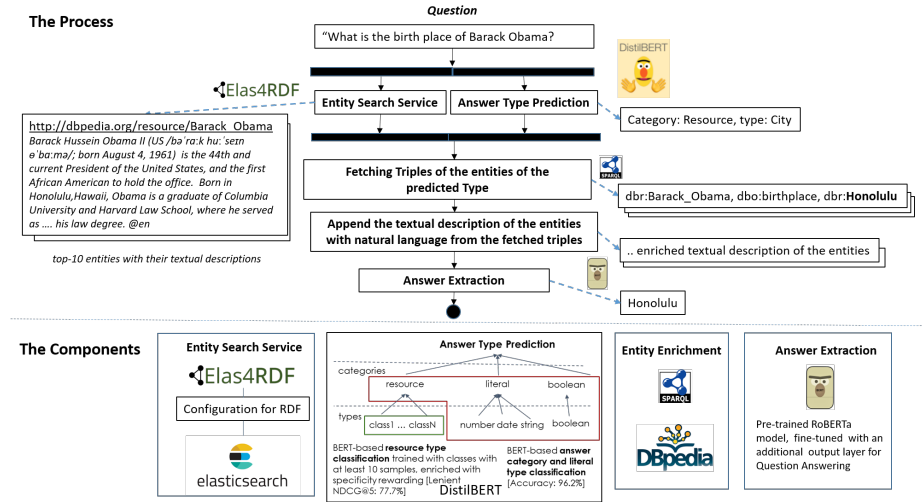 The Process
Question
“What is the birth place of Barack Obama?
DistilBERT
Elas4RDF
Entity Search Service
Answer Type Prediction
Category: Resource, type: City
http://dbpedia.org/resource/Barack_Obama
Barack Hussein Obama II (US /bəˈrɑːk huːˈseɪn
oʊˈbɑːmə/; born August 4, 1961) is the 44th and
current President of the United States, and the first
African American to hold the office. Born in
Honolulu,Hawaii, Obama is a graduate of Columbia
University and Harvard Law School, where he served
as .... his law degree. @en
top-10 entities with their textual descriptions
Fetching Triples of the entities of the
predicted Type
SPARQL
dbr:Barack_Obama, dbo:birthplace, dbr:Honolulu
Append the textual description of the entities
with natural language from the fetched triples
.. enriched textual description of the entities
Answer Extraction
Honolulu
The Components
Entity Search Service
Elas4RDF
Configuration for RDF
elasticsearch
Answer Type Prediction
categories
resource
literal
boolean
types
class1 ... classN
number date string
boolean
BERT-based resource type
classification trained with classes with
at least 10 samples, enriched with
specificity rewarding [Lenient
NDCG@5: 77.7%]
BERT-based answer
category and literal
type classification
[Accuracy: 96.2%]
DistilBERT
Entity Enrichment
SPARQL
DBpedia
Answer Extraction
Pre-trained RoBERTa
model, fine-tuned with an
additional output layer for
Question Answering